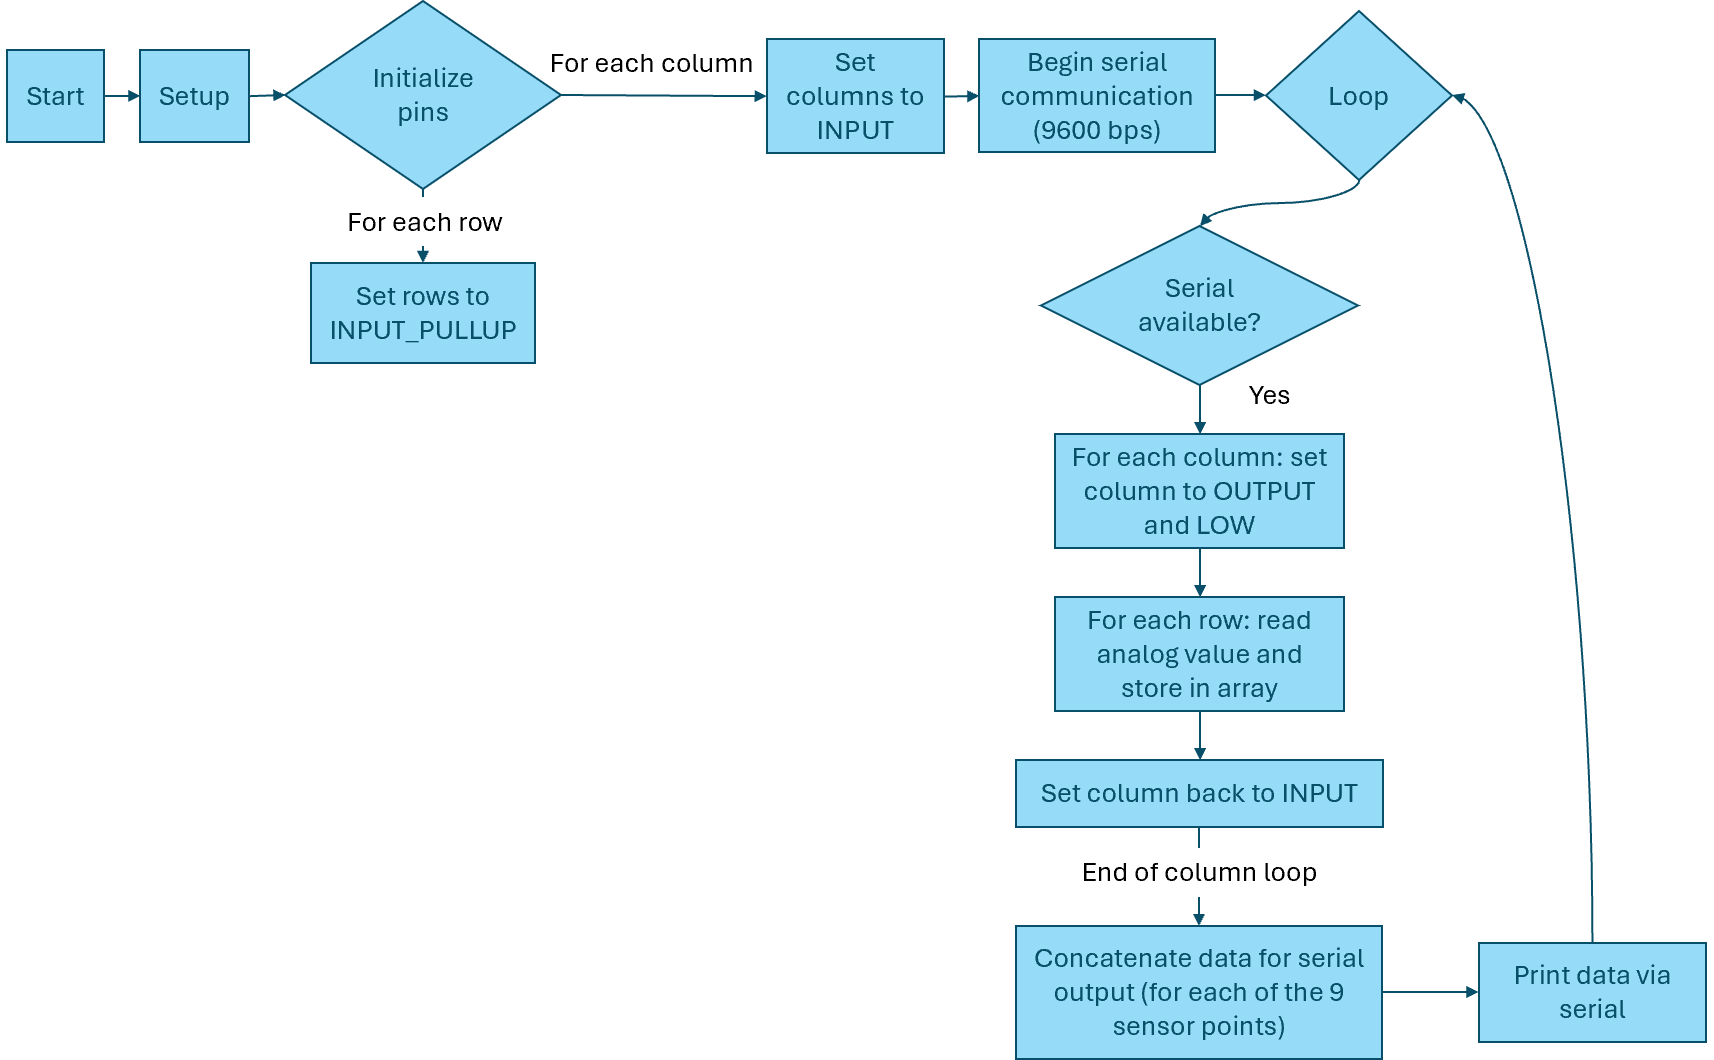 Start
Setup
Initialize
pins
For each column
Set
columns to
INPUT
Begin serial
communication
(9600 bps)
Loop
For each row
Set rows to
INPUT_PULLUP
Serial
available?
Yes
For each column: set
column to OUTPUT
and LOW
For each row: read
analog value and
store in array
Set column back to INPUT
End of column loop
Concatenate data for serial
output (for each of the 9
sensor points)
Print data via
serial